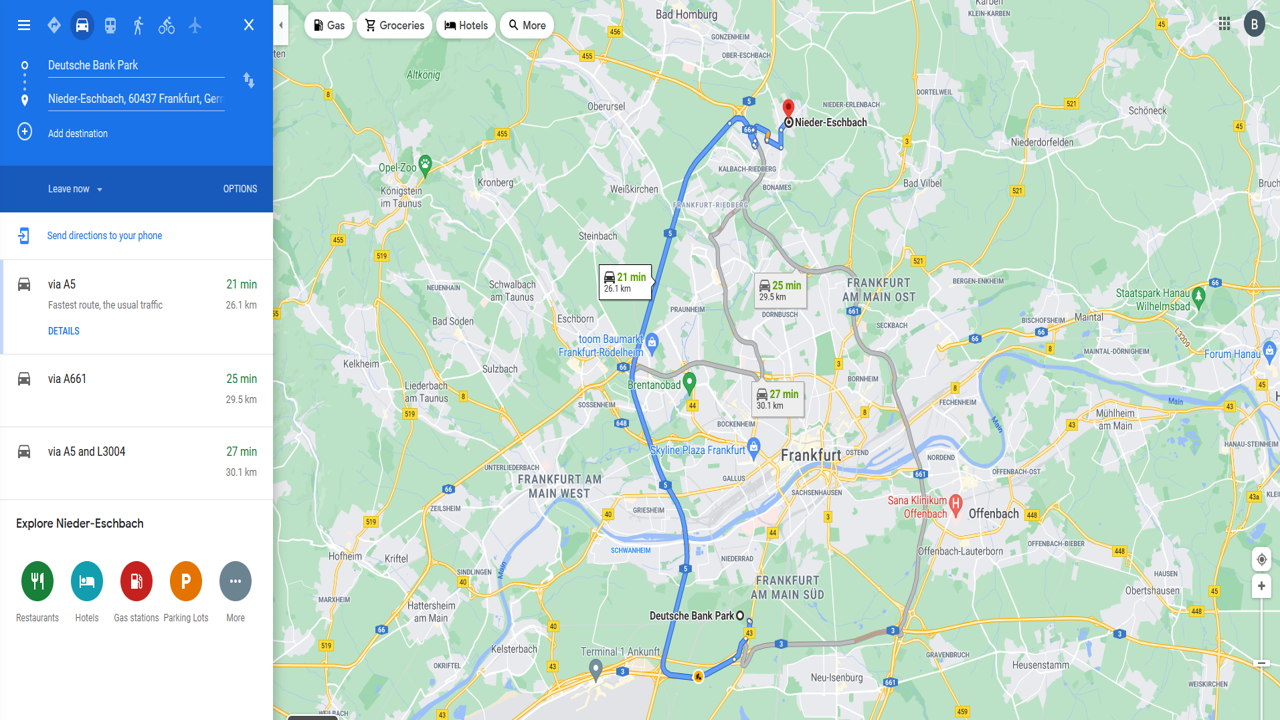 Deutsche Bank Park
Nieder-Eschbach, 60437 Frankfurt, Ger
Add destination
Leave now
OPTIONS
Send directions to your phone
via A5
21 min
Fastest route, the usual traffic
26.1 km
DETAILS
via A661
25 min
29.5 km
via A5 and L3004
27 min
30.1 km
Explore Nieder-Eschbach
Restaurants
Hotels
Gas stations
Parking Lots
More
Gas
Groceries
Hotels
More
B
Bad Homburg
Karben
KLEIN-KARBEN
GONZENHEIM
OBER-ESCHBACH
Altkönig
Oberursel
NIEDER-ERLENBACH
DORTELWEIL
Schöneck
Nieder-Eschbach
Niederdorfelden
Opel-Zoo
Königstein
im Taunus
Kronberg
Weißkirchen
KALBACH-RIEDBERG
BONAMES
Bad Vilbel
FRANKFURT-RIEDBERG
Steinbach
NEUENHAIN
Schwalbach
am Taunus
21 min
26.1 km
25 min
29.5 km
FRANKFURT
AM MAIN OST
BERGEN-ENKHEIM
Staatspark Hanau
Wilhelmsbad
PRAUNHEIM
DORNBUSCH
SECKBACH
BISCHOFSHEIM
Maintal
Bad Soden
Eschborn
toom Baumarkt
Frankfurt-Rödelheim
MAINTAL-DÖRNIGHEIM
L3209
Forum Hanau
Kelkheim
Sulzbach
Brentanobad
BORNHEIM
Liederbach
am Taunus
27 min
30.1 km
SOSSENHEIM
FECHENHEIM
Main
Mühlheim
am Main
BOCKENHEIM
Skyline Plaza Frankfurt
Frankfurt
OSTEND
Main
HANAU-STEINHEIM
NORDEND
UNTERLIEDERBACH
FRANKFURT AM
MAIN WEST
GALLUS
OFFENBACH-OST
SACHSENHAUSEN
ZEILSHEIM
GRIESHEIM
Sana Klinikum
Offenbach
Offenbach
SCHWANHEIM
NIEDERRAD
OFFENBACH-BIEBER
Hofheim
Kriftel
Offenbach-Lauterborn
SINDLINGEN
Main
HAUSEN
Obertshausen
MARXHEIM
Hattersheim
am Main
FRANKFURT
AM MAIN SÜD
Deutsche Bank Park
Kelsterbach
Terminal 1 Ankunft
OKRIFTEL
GRAVENBRUCH
Heusenstamm
Neu-Isenburg
WEISKIRCHEN